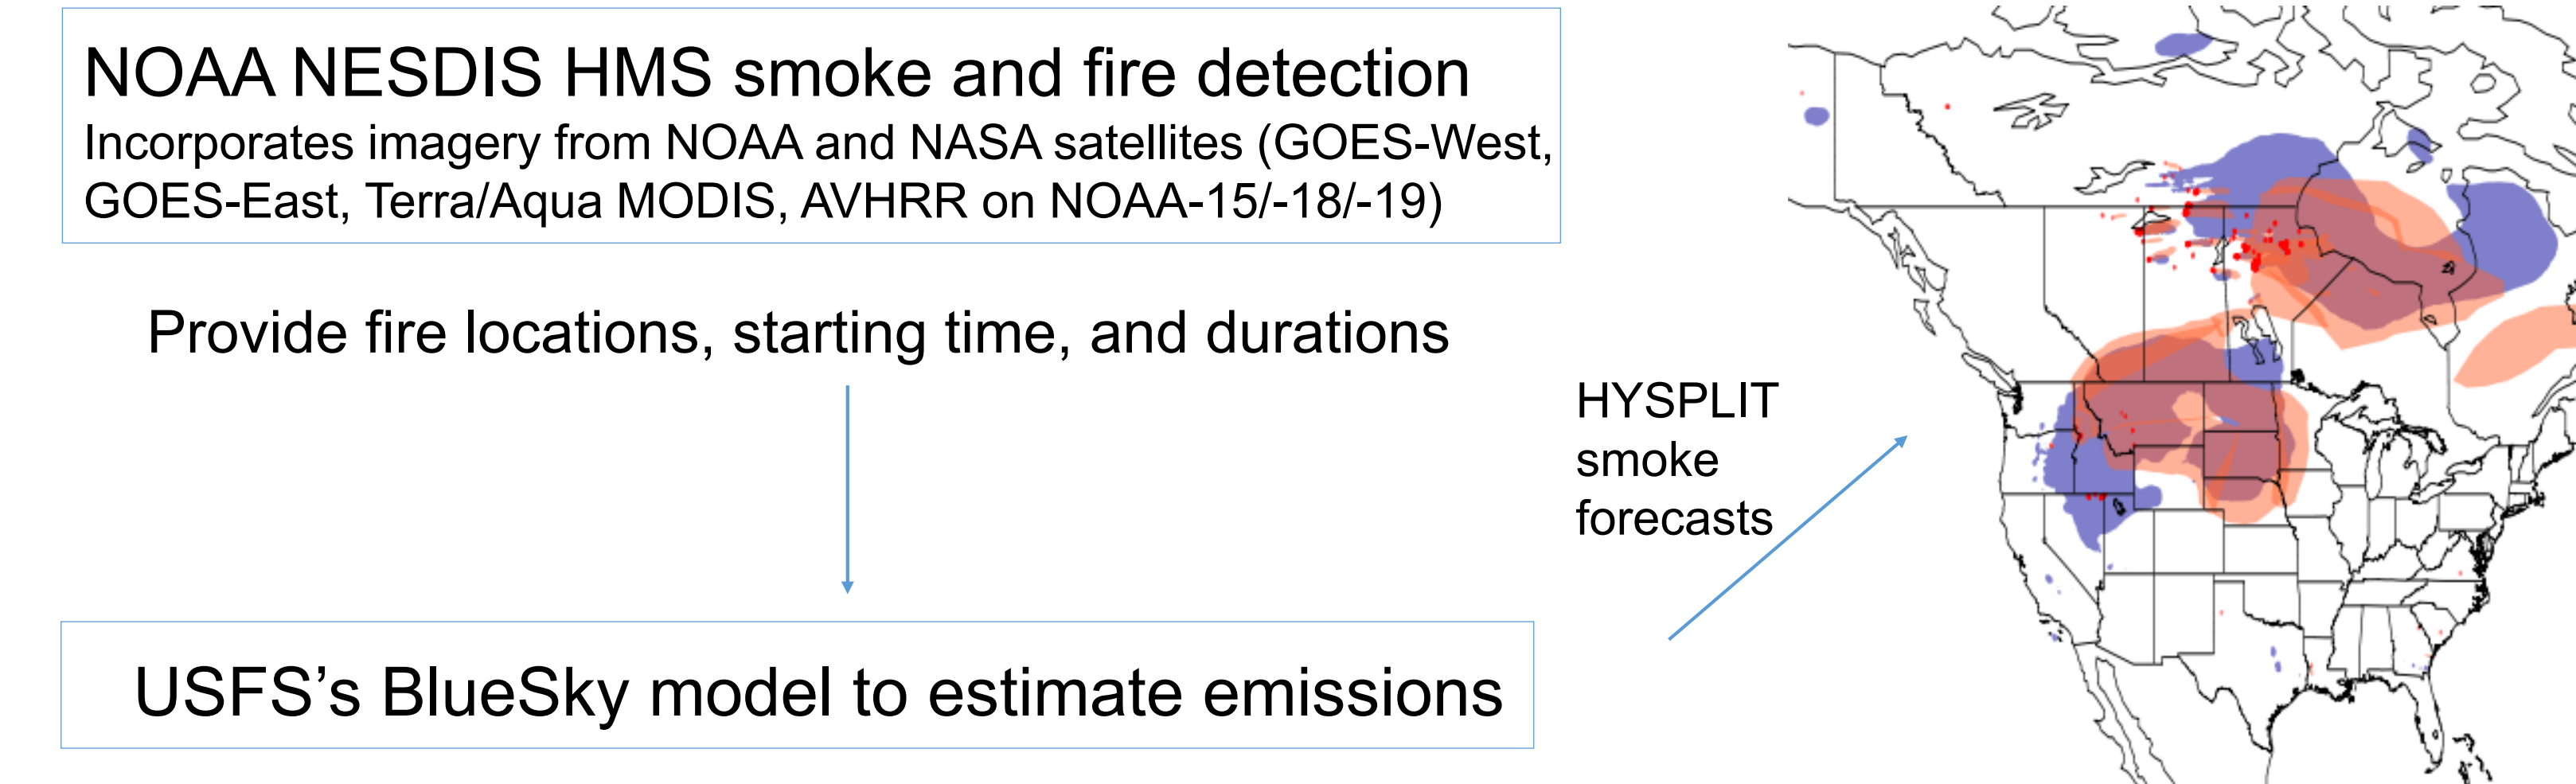 NOAA NESDIS HMS smoke and fire detection
Incorporates imagery from NOAA and NASA satellites (GOES-West,
GOES-East, Terra/Aqua MODIS, AVHRR on NOAA-15/-18/-19)
Provide fire locations, starting time, and durations
HYSPLIT
smoke
forecasts
USFS’s BlueSky model to estimate emissions